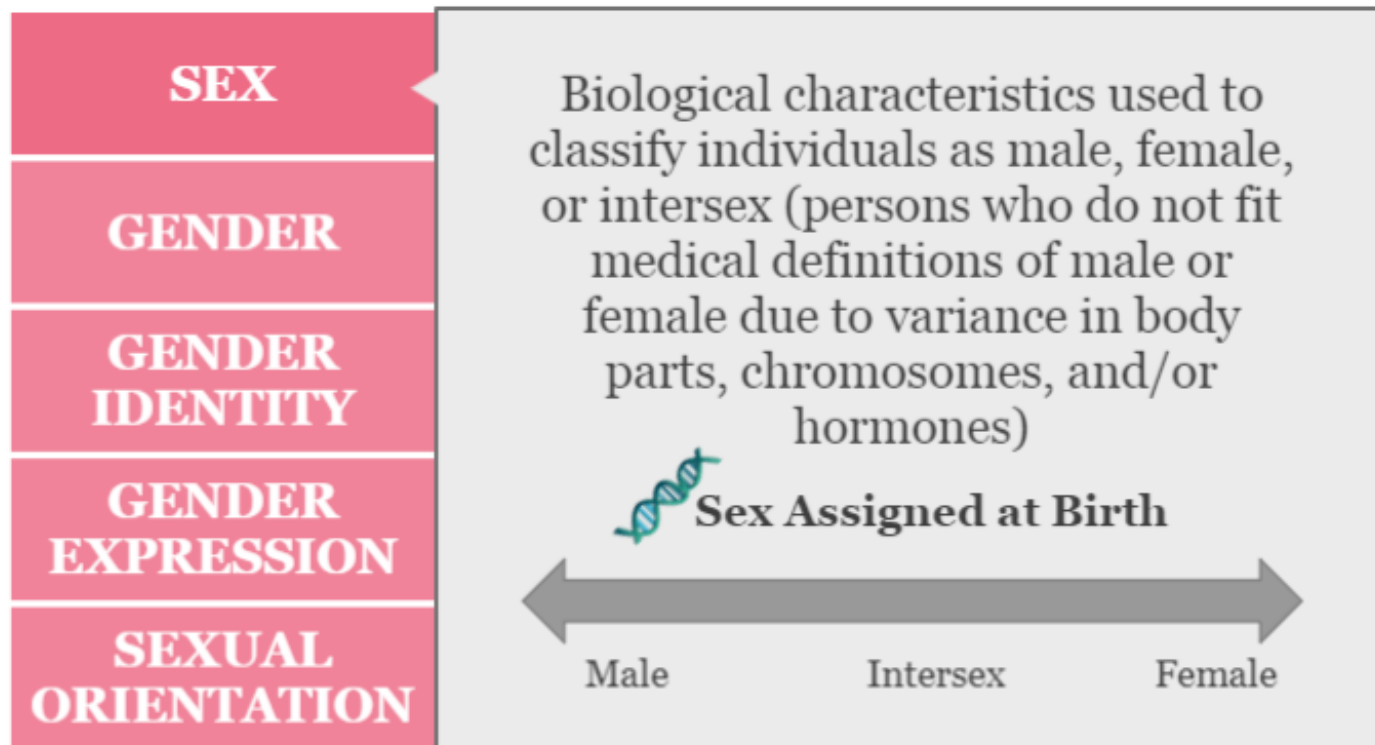 SEX
GENDER
GENDER
IDENTITY
GENDER
EXPRESSION
SEXUAL
ORIENTATION
Biological characteristics used to
classify individuals as male, female,
or intersex (persons who do not fit
medical definitions of male or
female due to variance in body
parts, chromosomes, and/or
hormones)
Sex Assigned at Birth
Male Intersex Female